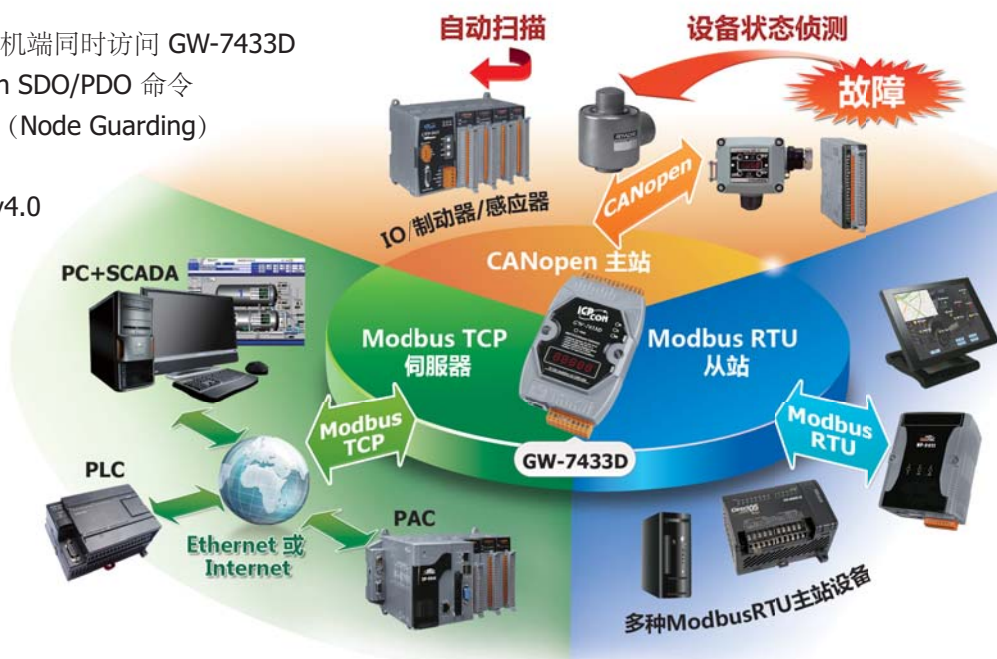 机端同时访问 GW-7433D
n SDO/PDO 命令
（Node Guarding）
v4.0
自动扫描
设备状态侦测
故障
CANopen
IO/制动器/感应器
CANopen 主站
PC+SCADA
ICP CON
GW-7433D
Modbus TCP
伺服器
Modbus RTU
从站
Modbus
TCP
Modbus
RTU
GW-7433D
PLC
PAC
Ethernet 或
Internet
多种ModbusRTU主站设备